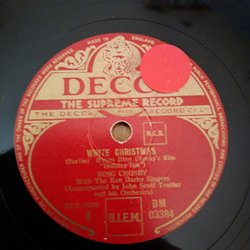 MADE IN ENGLAND
DECCA
THE SUPREME RECORD
THE DECCA RECORD CO. LTD.
N.C.B.
WHITE CHRISTMAS
(Berlin) (From Bing Crosby's film
"Holiday Inn")
BING CROSBY
With The Ken Darby Singers
(Accompanied by John Scott Trotter
and his Orchestra)
B
B.I.E.M.
BM
03384